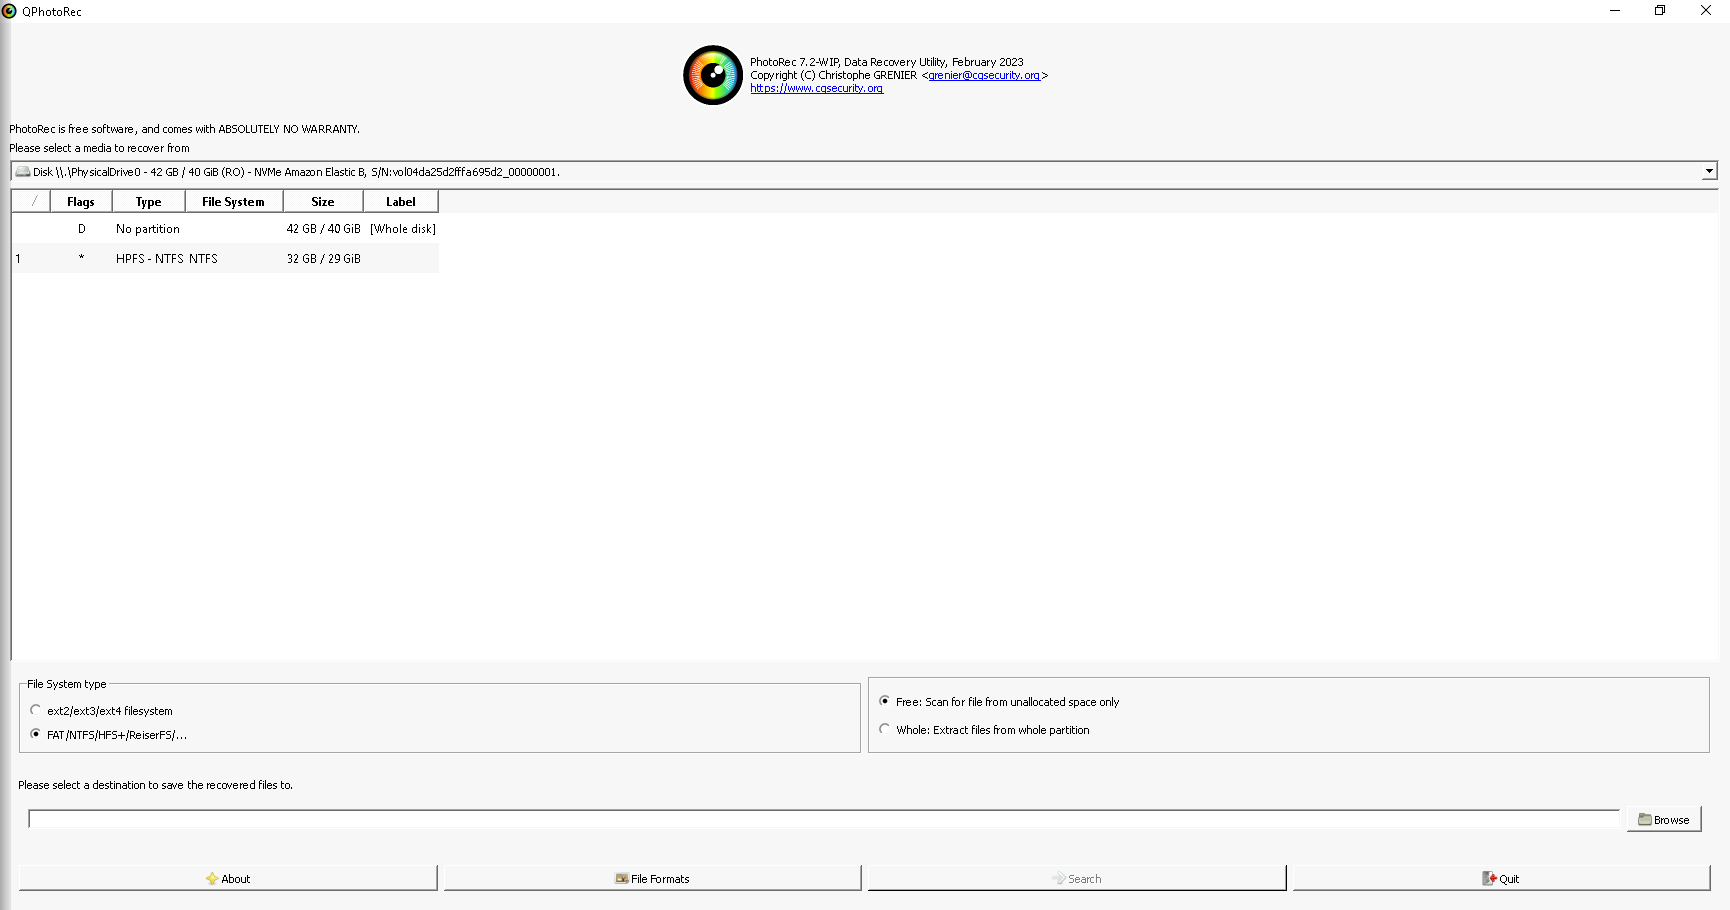 QPhotoRec
PhotoRec 7.2-WIP, Data Recovery Utility, February 2023
Copyright (C) Christophe GRENIER <grenier@cgsecurity.org>
https://www.cgsecurity.org
PhotoRec is free software, and comes with ABSOLUTELY NO WARRANTY.
Please select a media to recover from
Disk \\.\PhysicalDrive0 - 42 GB / 40 GiB (RO) - NVMe Amazon Elastic B, S/N:vol04da25d2fffa695d2_00000001.
/ Flags Type File System Size Label
D No partition 42 GB / 40 GiB [Whole disk]
1 * HPFS - NTFS NTFS 32 GB / 29 GiB
File System type
ext2/ext3/ext4 filesystem
FAT/NTFS/HFS+/ReiserFS/...
Free: Scan for file from unallocated space only
Whole: Extract files from whole partition
Please select a destination to save the recovered files to.
Browse
About File Formats Search Quit